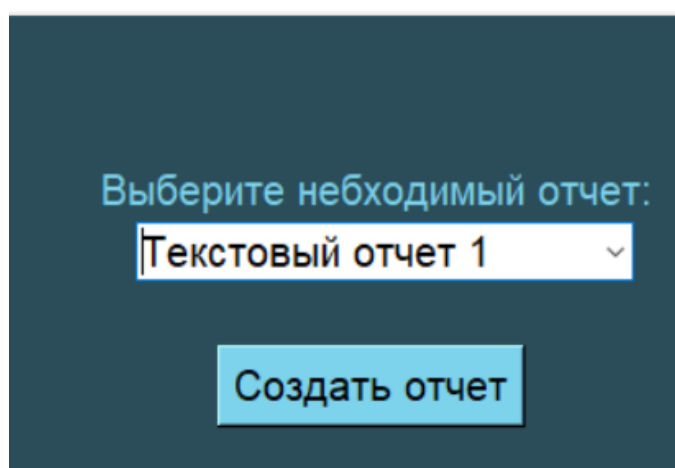 Выберите небходимый отчет:
Текстовый отчет 1
Создать отчет